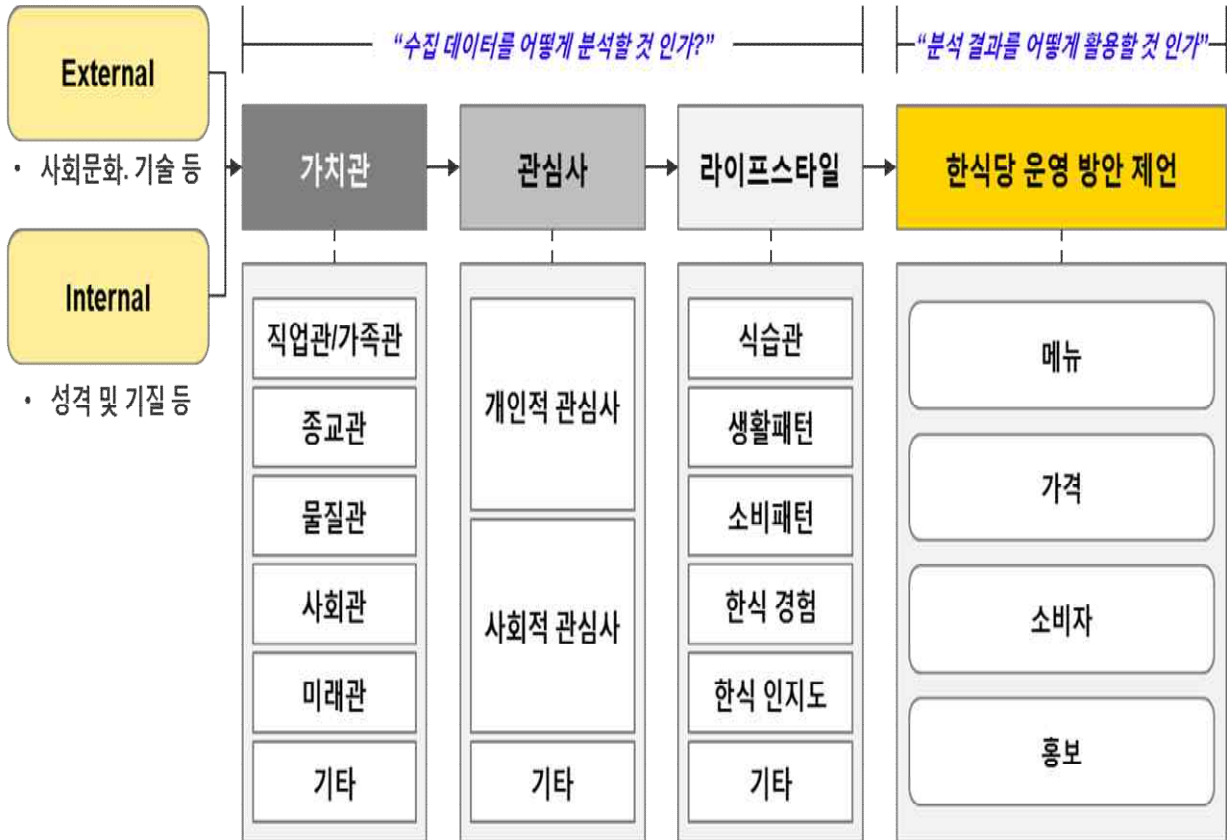 “수집 데이터를 어떻게 분석할 것 인가?”
“분석 결과를 어떻게 활용할 것 인가”
External
• 사회문화. 기술 등
Internal
• 성격 및 기질 등
가치관
관심사
라이프스타일
한식당 운영 방안 제언
직업관/가족관
종교관
물질관
사회관
미래관
기타
개인적 관심사
사회적 관심사
기타
식습관
생활패턴
소비패턴
한식 경험
한식 인지도
기타
메뉴
가격
소비자
홍보